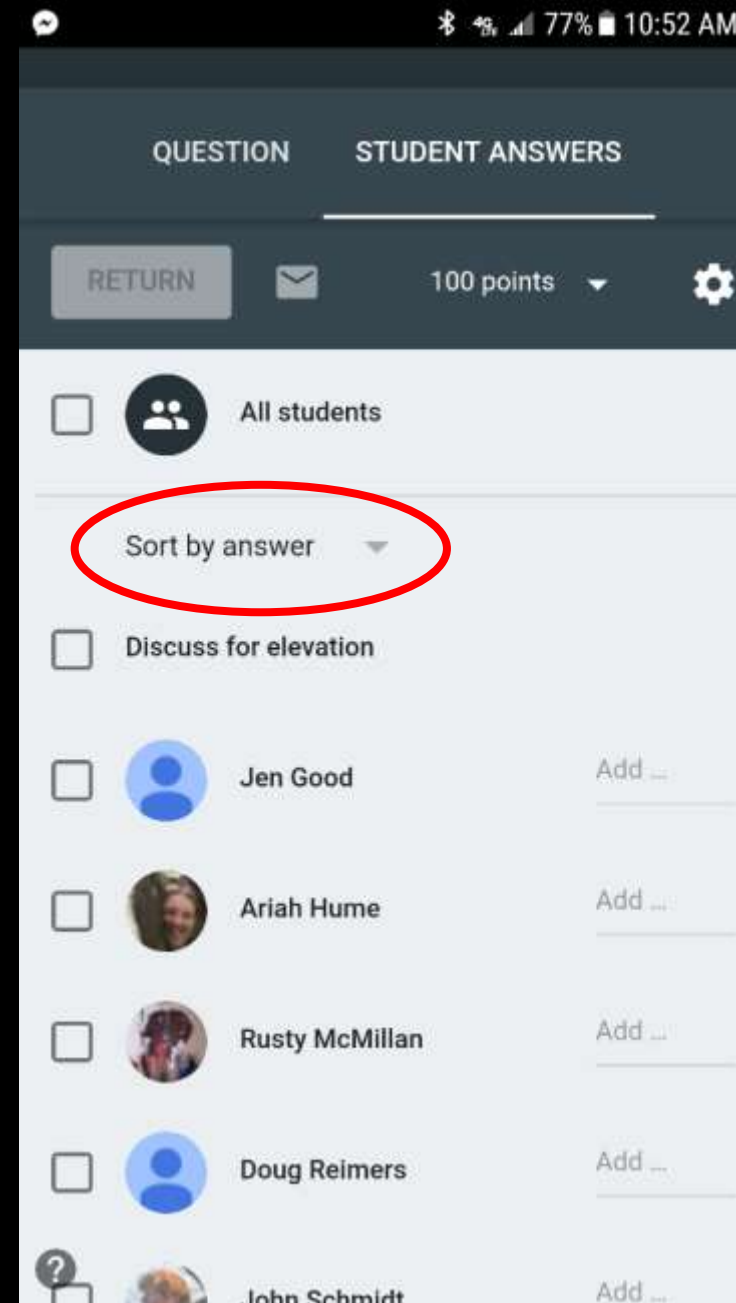 4G 77% 10:52 AM
QUESTION STUDENT ANSWERS
RETURN 100 points
All students
Sort by answer
Discuss for elevation
Jen Good Add ...
Ariah Hume Add ...
Rusty McMillan Add ...
Doug Reimers Add ...
?
John Schmidt Add ...